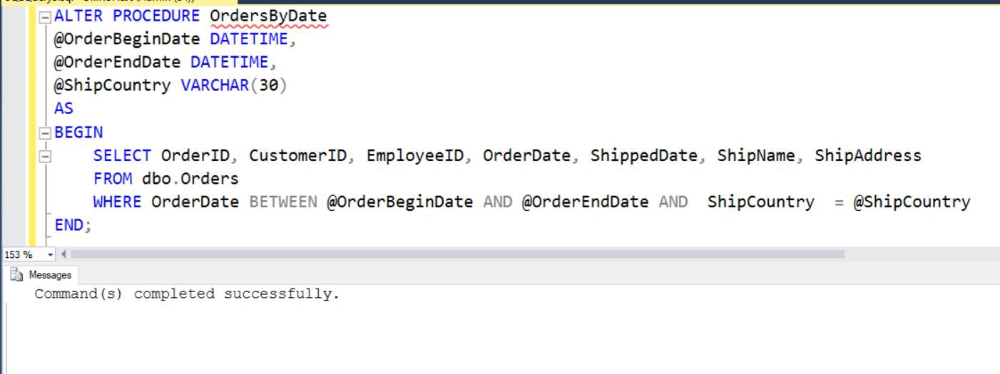 ALTER PROCEDURE OrdersByDate
@OrderBeginDate DATETIME,
@OrderEndDate DATETIME,
@ShipCountry VARCHAR(30)
AS
BEGIN
SELECT OrderID, CustomerID, EmployeeID, OrderDate, ShippedDate, ShipName, ShipAddress
FROM dbo.Orders
WHERE OrderDate BETWEEN @OrderBeginDate AND @OrderEndDate AND  ShipCountry  = @ShipCountry
END;
153 %
Messages
Command(s) completed successfully.